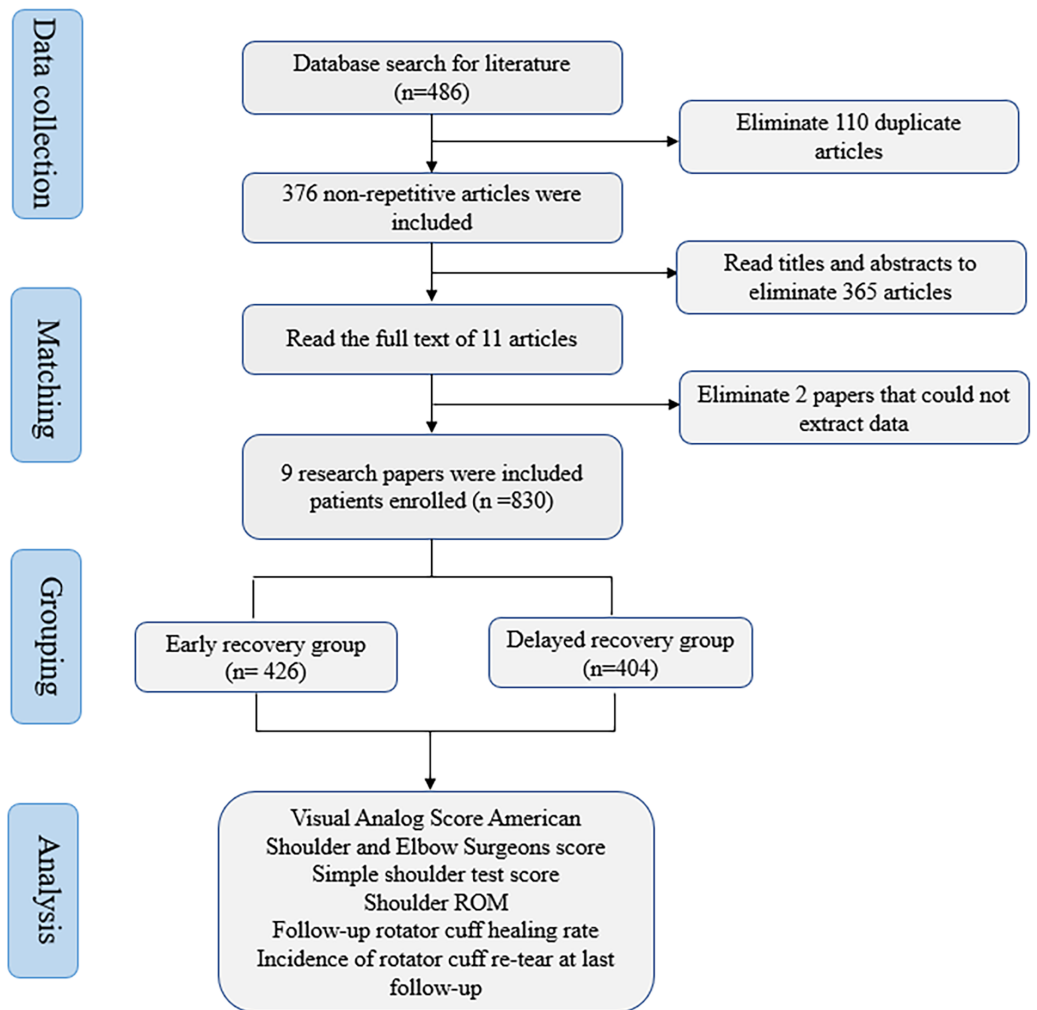 Data collection
Database search for literature
(n=486)
Eliminate 110 duplicate
articles
376 non-repetitive articles were
included
Read titles and abstracts to
eliminate 365 articles
Matching
Read the full text of 11 articles
Eliminate 2 papers that could not
extract data
9 research papers were included
patients enrolled (n =830)
Grouping
Early recovery group
(n= 426)
Delayed recovery group
(n=404)
Analysis
Visual Analog Score American
Shoulder and Elbow Surgeons score
Simple shoulder test score
Shoulder ROM
Follow-up rotator cuff healing rate
Incidence of rotator cuff re-tear at last
follow-up